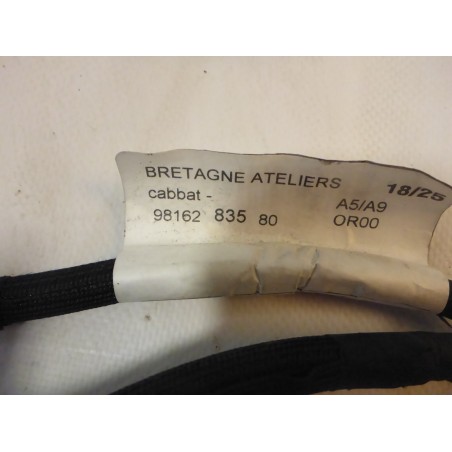 BRETAGNE ATELIERS 18/25
cabbat - A5/A9
98162 835 80 OR00